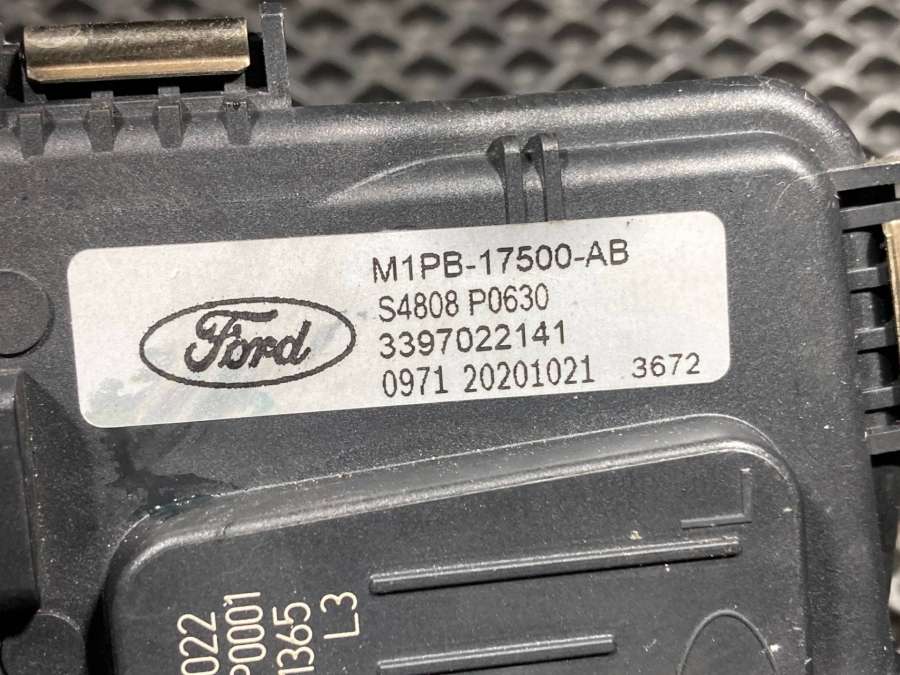 Ford
M1PB-17500-AB
S4808 P0630
3397022141
0971 20201021 3672
022
P0001
1365
L3